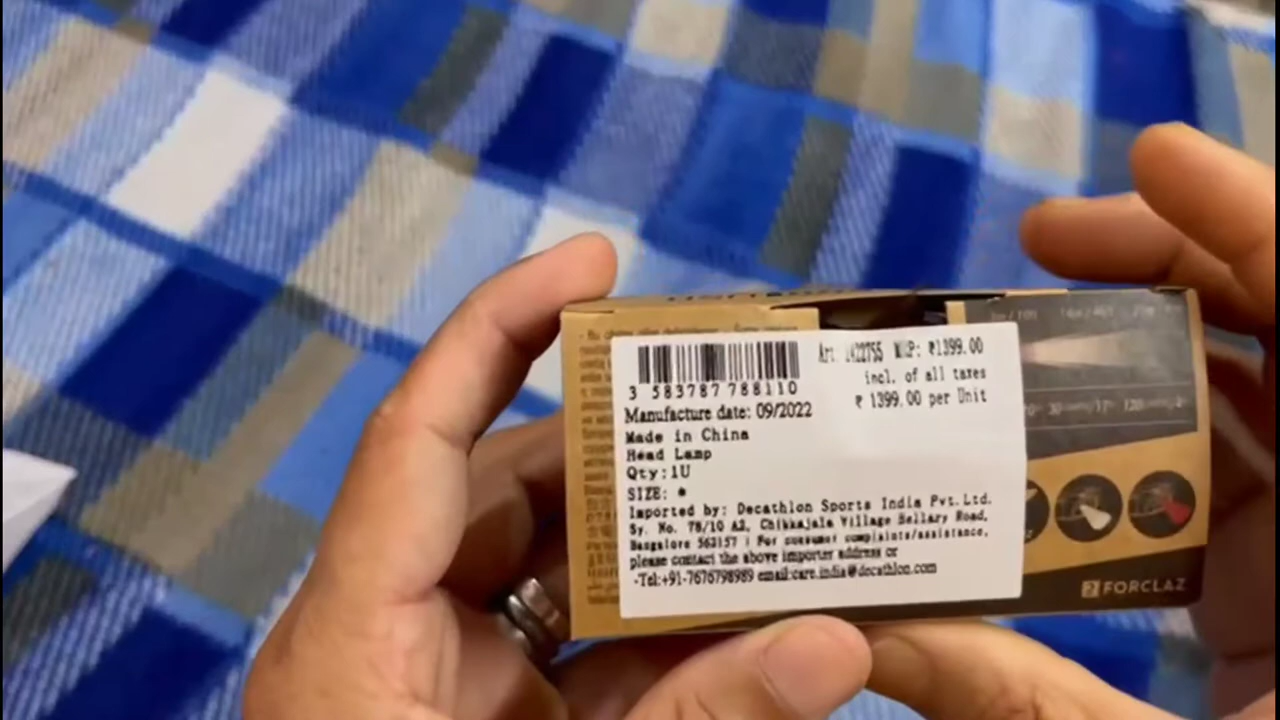 3 583787 788110
Art: 1422755 MRP: ₹1399.00
incl. of all taxes
₹ 1399.00 per Unit
Manufacture date: 09/2022
Made in China
Head Lamp
Qty:1U
SIZE: *
Imported by: Decathlon Sports India Pvt.Ltd.
Sy. No. 78/10 A2, Chikkajala Village Bellary Road,
Bangalore 562157 | For consumer complaints/assistance,
please contact the above importer address or
-Tel:+91-7676798989 email:care.india@decathlon.com
FORCLAZ